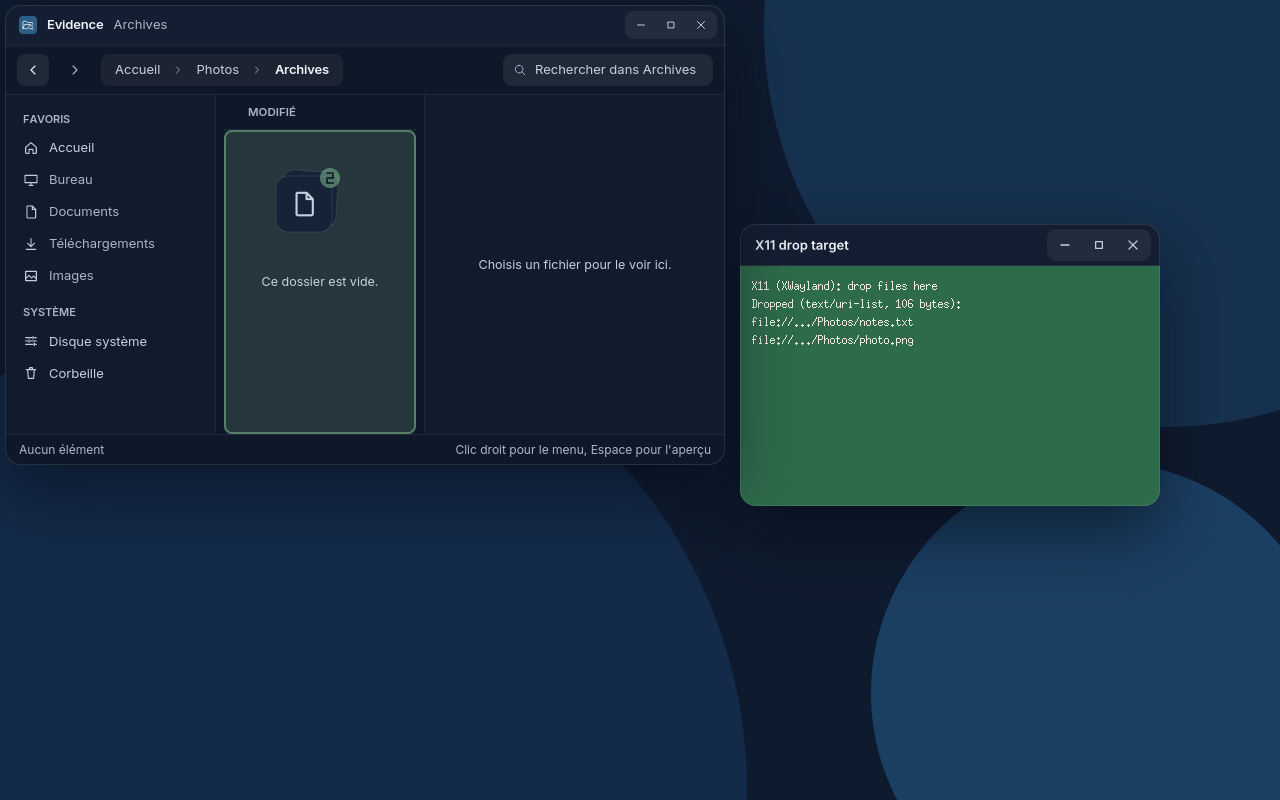 Evidence Archives
Accueil Photos Archives
Rechercher dans Archives
FAVORIS
Accueil
Bureau
Documents
Téléchargements
Images
SYSTÈME
Disque système
Corbeille
MODIFIÉ
2
Ce dossier est vide.
Choisis un fichier pour le voir ici.
Aucun élément
Clic droit pour le menu, Espace pour l'aperçu
X11 drop target
X11 (XWayland): drop files here
Dropped (text/uri-list, 106 bytes):
file://.../Photos/notes.txt
file://.../Photos/photo.png